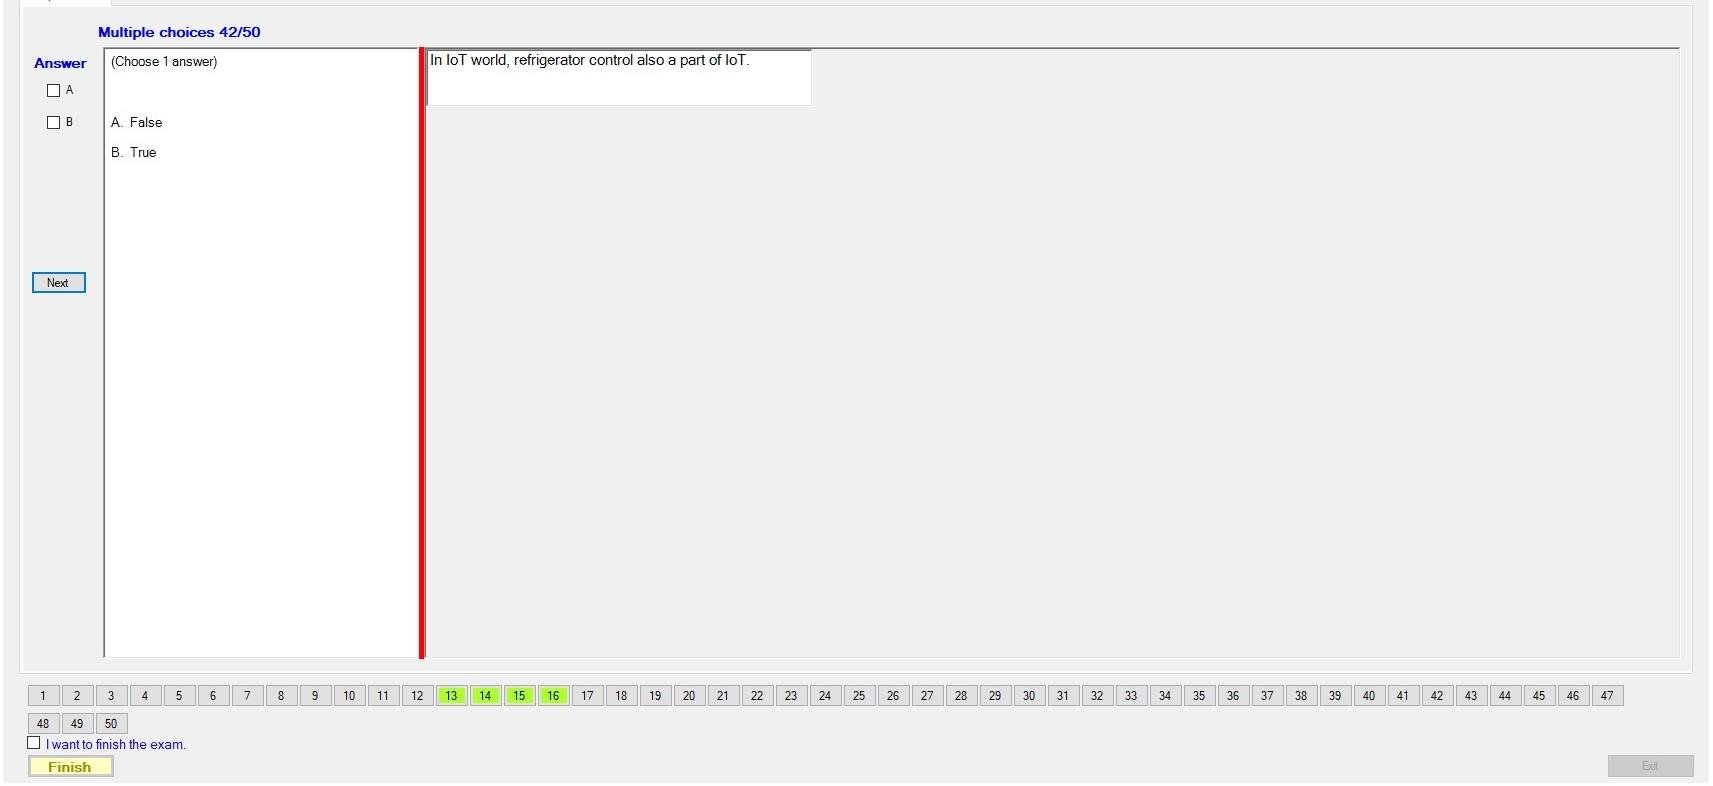 Multiple choices 42/50
Answer
(Choose 1 answer)
In IoT world, refrigerator control also a part of IoT.
A
B
A. False
B. True
Next
1 2 3 4 5 6 7 8 9 10 11 12 13 14 15 16 17 18 19 20 21 22 23 24 25 26 27 28 29 30 31 32 33 34 35 36 37 38 39 40 41 42 43 44 45 46 47
48 49 50
I want to finish the exam.
Finish
Exit